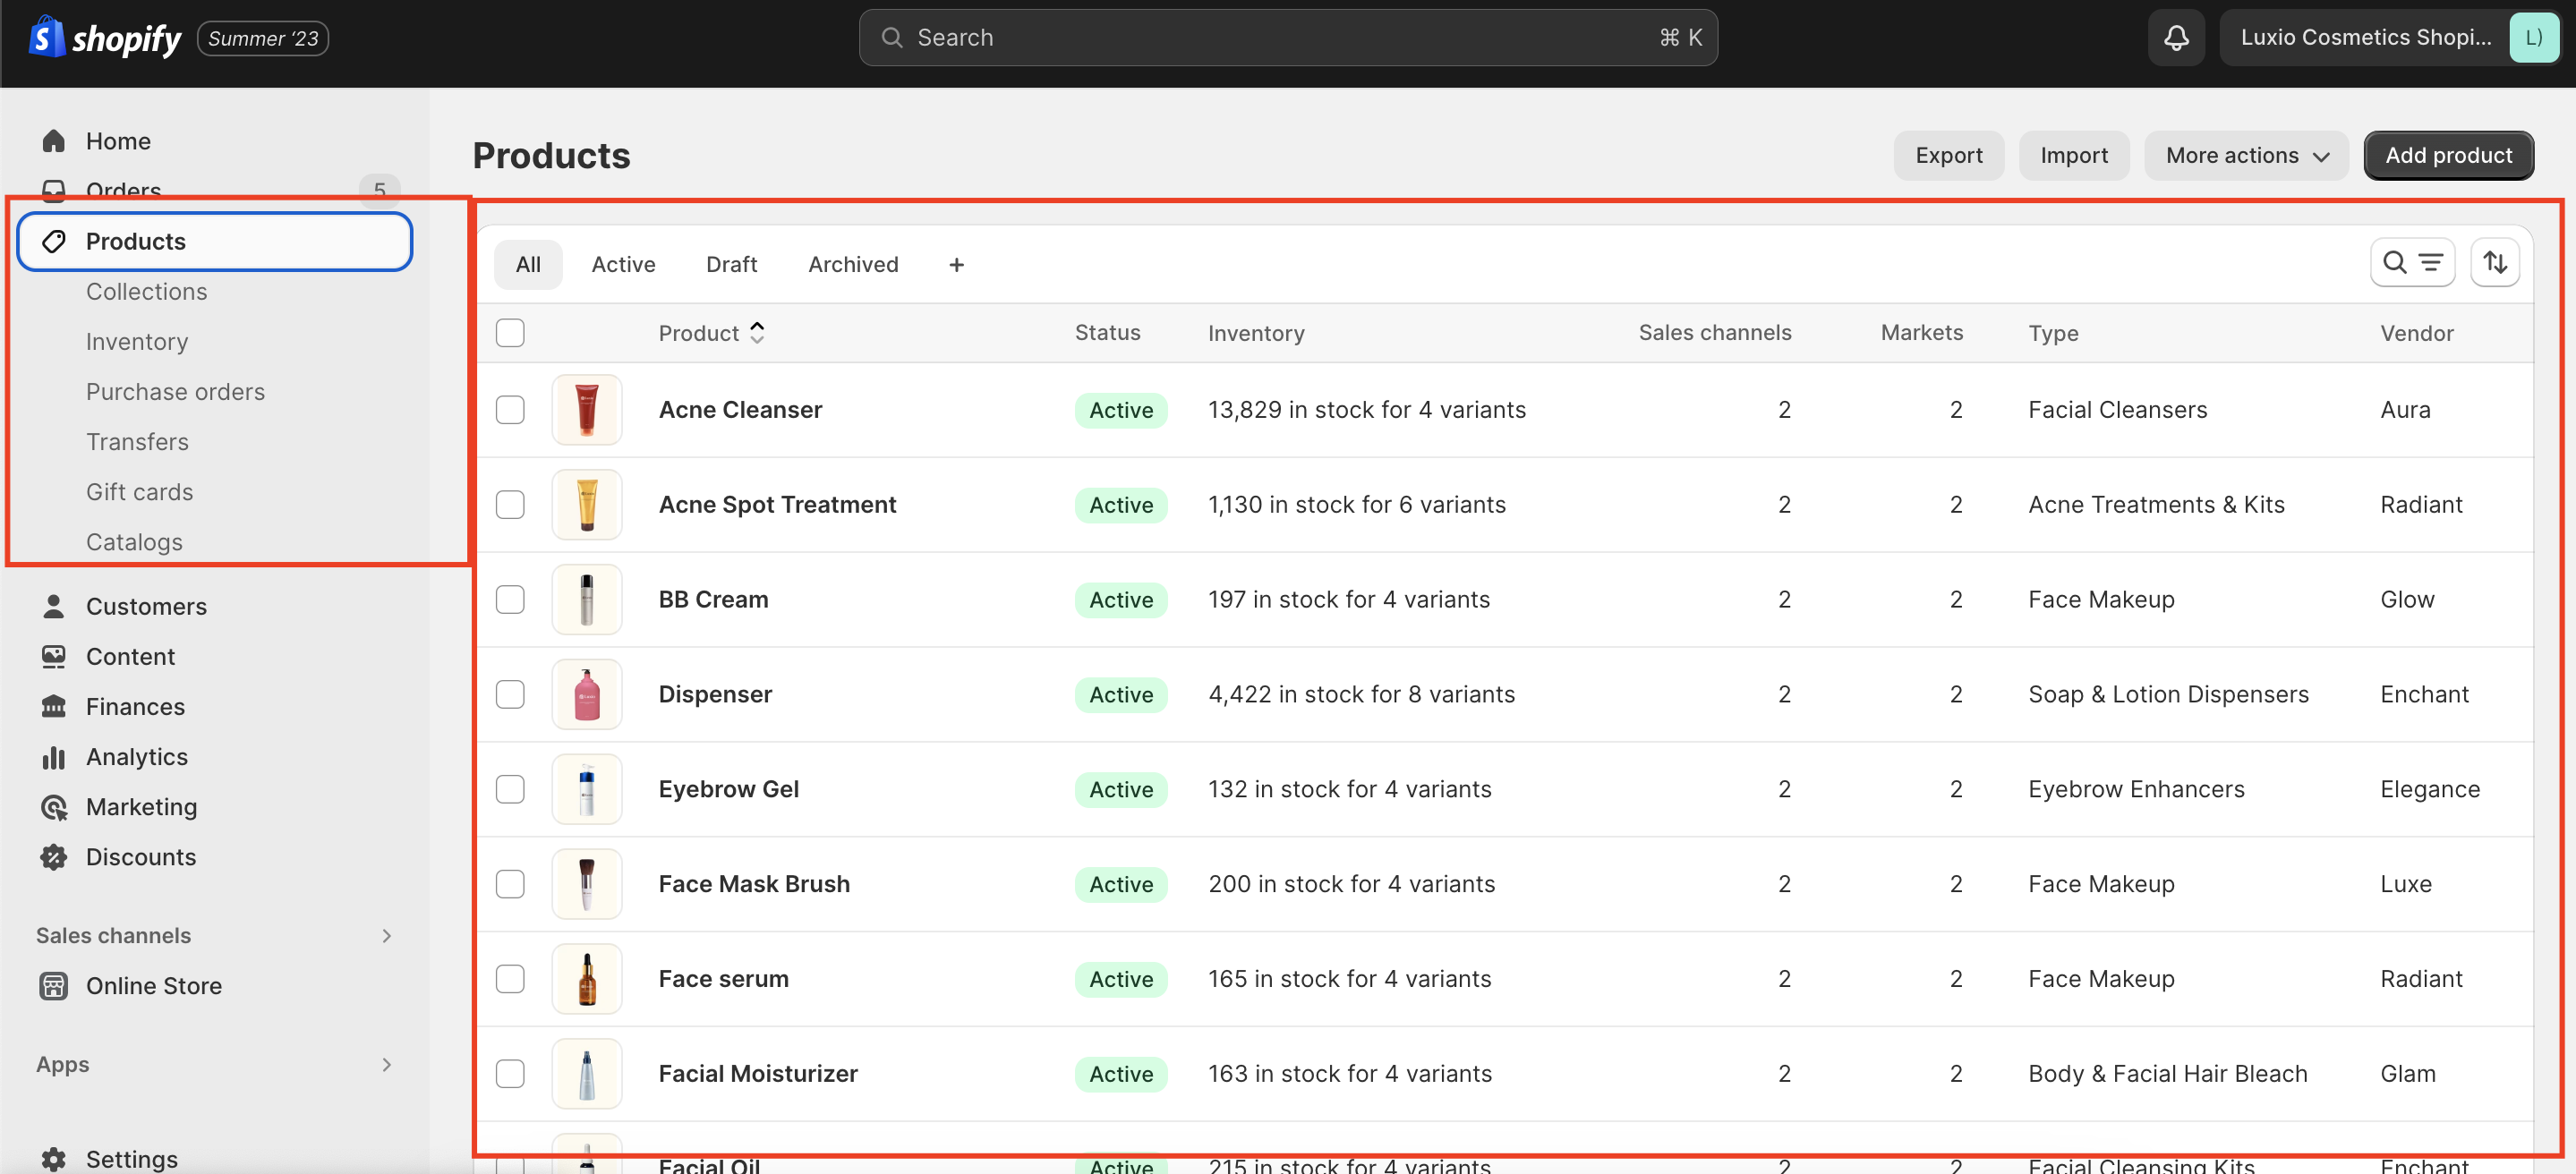 shopify Summer ‘23
Search
⌘ K
Luxio Cosmetics Shopi...
L)
Home
Orders 5
Products
Collections
Inventory
Purchase orders
Transfers
Gift cards
Catalogs
Customers
Content
Finances
Analytics
Marketing
Discounts
Sales channels
Online Store
Apps
Settings
Products
Export Import More actions Add product
All Active Draft Archived +
Product Status Inventory Sales channels Markets Type Vendor
Acne Cleanser Active 13,829 in stock for 4 variants 2 2 Facial Cleansers Aura
Acne Spot Treatment Active 1,130 in stock for 6 variants 2 2 Acne Treatments & Kits Radiant
BB Cream Active 197 in stock for 4 variants 2 2 Face Makeup Glow
Dispenser Active 4,422 in stock for 8 variants 2 2 Soap & Lotion Dispensers Enchant
Eyebrow Gel Active 132 in stock for 4 variants 2 2 Eyebrow Enhancers Elegance
Face Mask Brush Active 200 in stock for 4 variants 2 2 Face Makeup Luxe
Face serum Active 165 in stock for 4 variants 2 2 Face Makeup Radiant
Facial Moisturizer Active 163 in stock for 4 variants 2 2 Body & Facial Hair Bleach Glam
Facial Oil Active 215 in stock for 4 variants 2 2 Facial Cleansing Kits Enchant